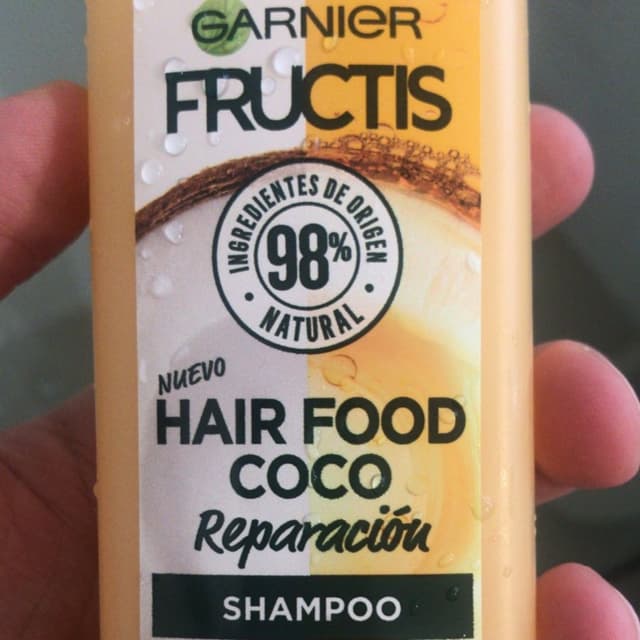 GARNIER
FRUCTIS
INGREDIENTES DE ORIGEN
98%
NATURAL
NUEVO
HAIR FOOD
COCO
Reparación
SHAMPOO